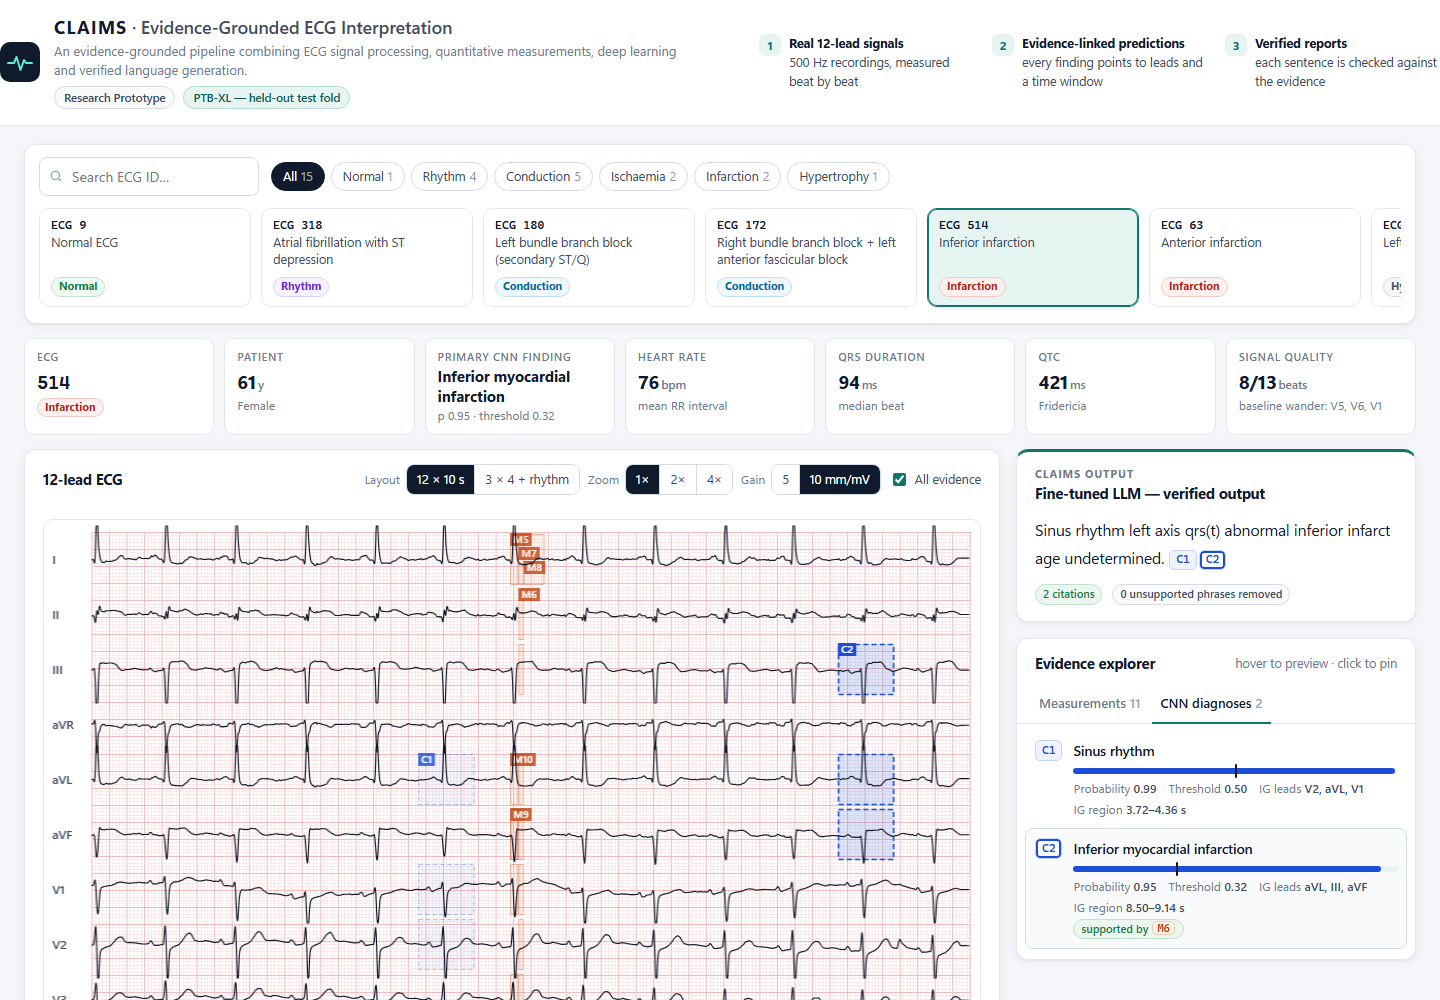 CLAIMS · Evidence-Grounded ECG Interpretation
An evidence-grounded pipeline combining ECG signal processing, quantitative measurements, deep learning
and verified language generation.
Research Prototype
PTB-XL — held-out test fold
1
Real 12-lead signals
500 Hz recordings, measured
beat by beat
2
Evidence-linked predictions
every finding points to leads and
a time window
3
Verified reports
each sentence is checked against
the evidence
Search ECG ID...
All 15
Normal 1
Rhythm 4
Conduction 5
Ischaemia 2
Infarction 2
Hypertrophy 1
ECG 9
Normal ECG
Normal
ECG 318
Atrial fibrillation with ST
depression
Rhythm
ECG 180
Left bundle branch block
(secondary ST/Q)
Conduction
ECG 172
Right bundle branch block + left
anterior fascicular block
Conduction
ECG 514
Inferior infarction
Infarction
ECG 63
Anterior infarction
Infarction
ECG
514
Infarction
PATIENT
61 y
Female
PRIMARY CNN FINDING
Inferior myocardial
infarction
p 0.95 · threshold 0.32
HEART RATE
76 bpm
mean RR interval
QRS DURATION
94 ms
median beat
QTC
421 ms
Fridericia
SIGNAL QUALITY
8/13 beats
baseline wander: V5, V6, V1
12-lead ECG
Layout
12 × 10 s
3 × 4 + rhythm
Zoom
1×
2×
4×
Gain
5
10 mm/mV
All evidence
M5
M7
M8
M6
C2
C1
M10
M9
I
II
III
aVR
aVL
aVF
V1
V2
V3
CLAIMS OUTPUT
Fine-tuned LLM — verified output
Sinus rhythm left axis qrs(t) abnormal inferior infarct
age undetermined. C1 C2
2 citations
0 unsupported phrases removed
Evidence explorer
hover to preview · click to pin
Measurements 11
CNN diagnoses 2
C1
Sinus rhythm
Probability 0.99 Threshold 0.50 IG leads V2, aVL, V1
IG region 3.72–4.36 s
C2
Inferior myocardial infarction
Probability 0.95 Threshold 0.32 IG leads aVL, III, aVF
IG region 8.50–9.14 s
supported by M6